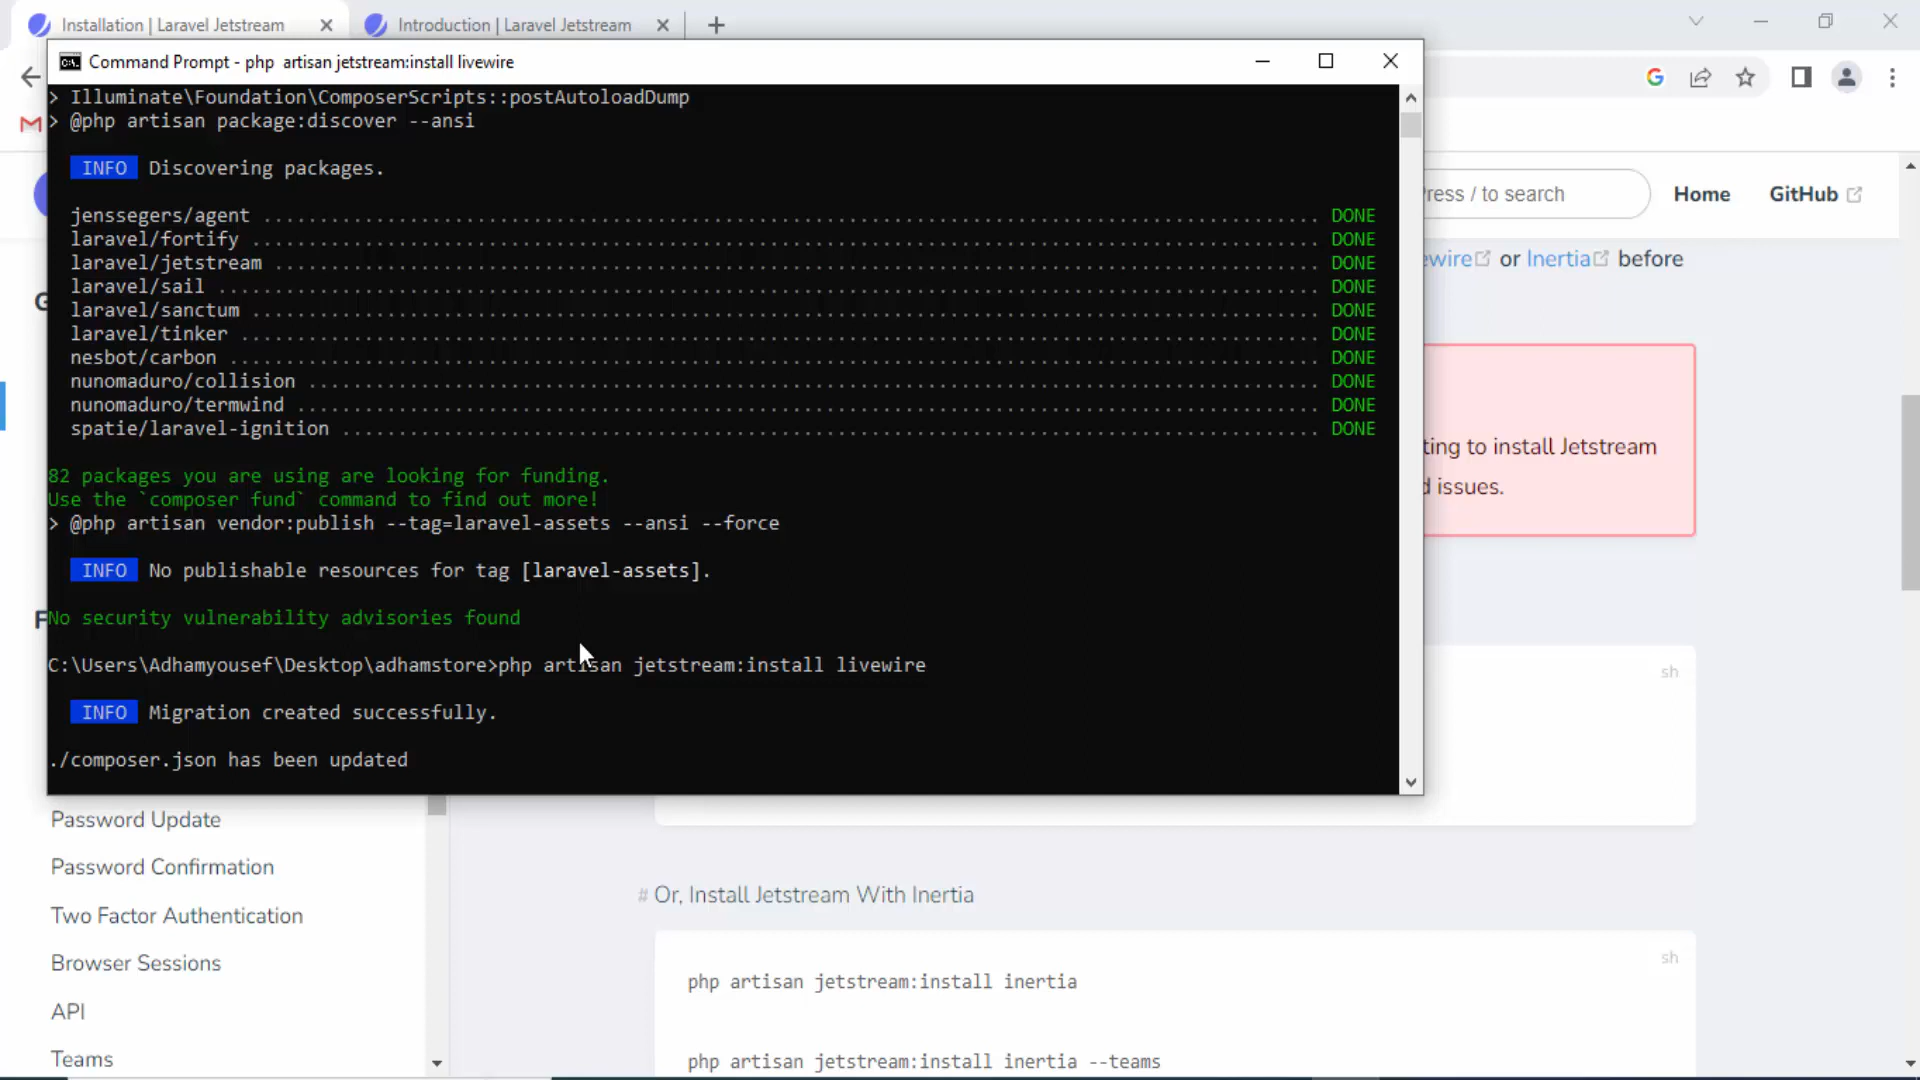 Installation | Laravel Jetstream
Introduction | Laravel Jetstream
Command Prompt - php artisan jetstream:install livewire
> Illuminate\Foundation\ComposerScripts::postAutoloadDump
> @php artisan package:discover --ansi
INFO Discovering packages.
jenssegers/agent ............................................................................................... DONE
laravel/fortify ................................................................................................ DONE
laravel/jetstream .............................................................................................. DONE
laravel/sail ................................................................................................... DONE
laravel/sanctum ................................................................................................ DONE
laravel/tinker ................................................................................................. DONE
nesbot/carbon .................................................................................................. DONE
nunomaduro/collision ........................................................................................... DONE
nunomaduro/termwind ............................................................................................ DONE
spatie/laravel-ignition ........................................................................................ DONE
82 packages you are using are looking for funding.
Use the `composer fund` command to find out more!
> @php artisan vendor:publish --tag=laravel-assets --ansi --force
INFO No publishable resources for tag [laravel-assets].
No security vulnerability advisories found
C:\Users\Adhamyousef\Desktop\adhamstore>php artisan jetstream:install livewire
INFO Migration created successfully.
./composer.json has been updated
Press / to search
Home
GitHub
ewire or Inertia before
ting to install Jetstream
d issues.
sh
Password Update
Password Confirmation
Two Factor Authentication
Browser Sessions
API
Teams
# Or, Install Jetstream With Inertia
sh
php artisan jetstream:install inertia
php artisan jetstream:install inertia --teams